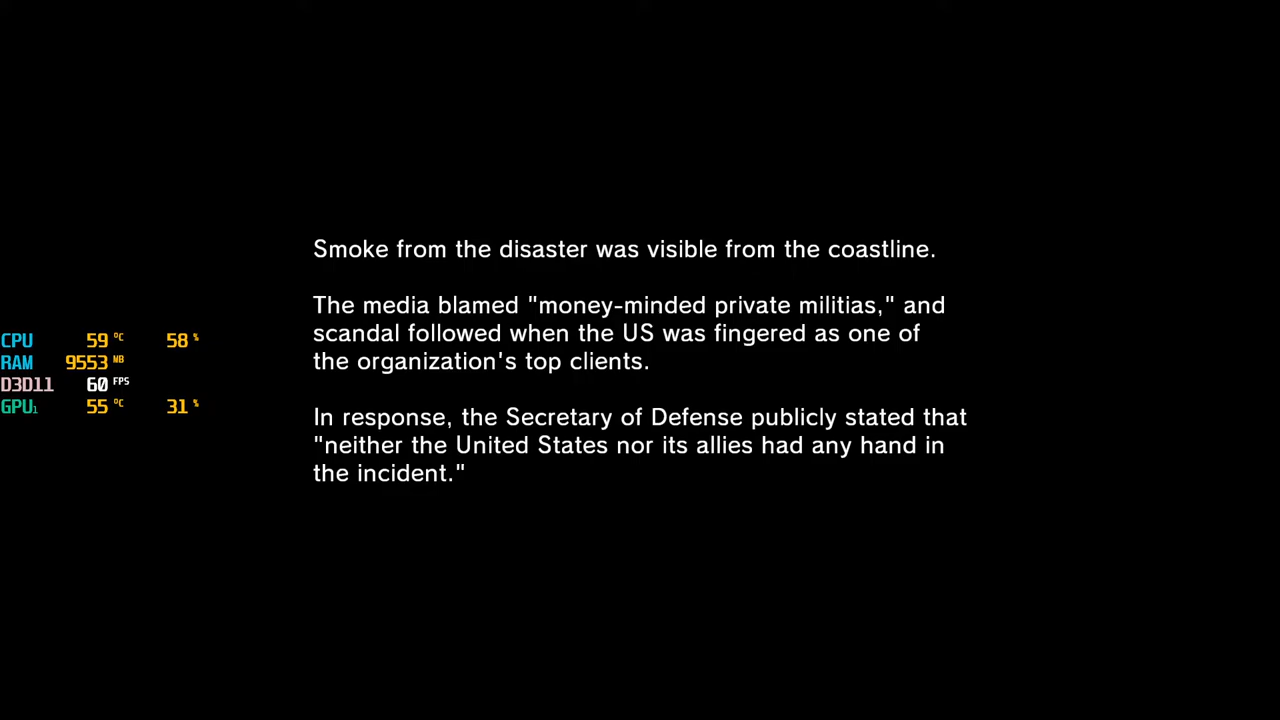 Smoke from the disaster was visible from the coastline.
The media blamed "money-minded private militias," and
scandal followed when the US was fingered as one of
the organization's top clients.
In response, the Secretary of Defense publicly stated that
"neither the United States nor its allies had any hand in
the incident."
CPU 59 °C 58 %
RAM 9553 MB
D3D11 60 FPS
GPU1 55 °C 31 %